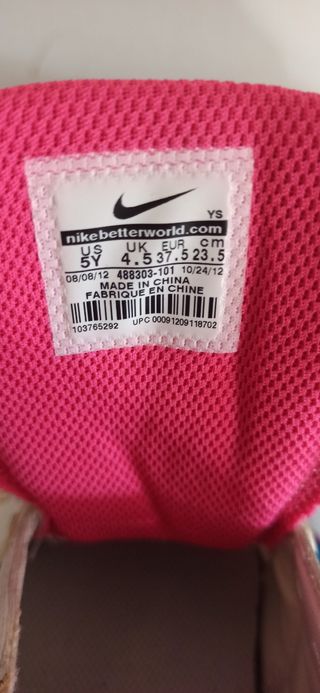 YS
nikebetterworld.com
US UK EUR cm
5Y 4.5 37.5 23.5
08/08/12 488303-101 10/24/12
MADE IN CHINA
FABRIQUE EN CHINE
103765292 UPC 00091209118702